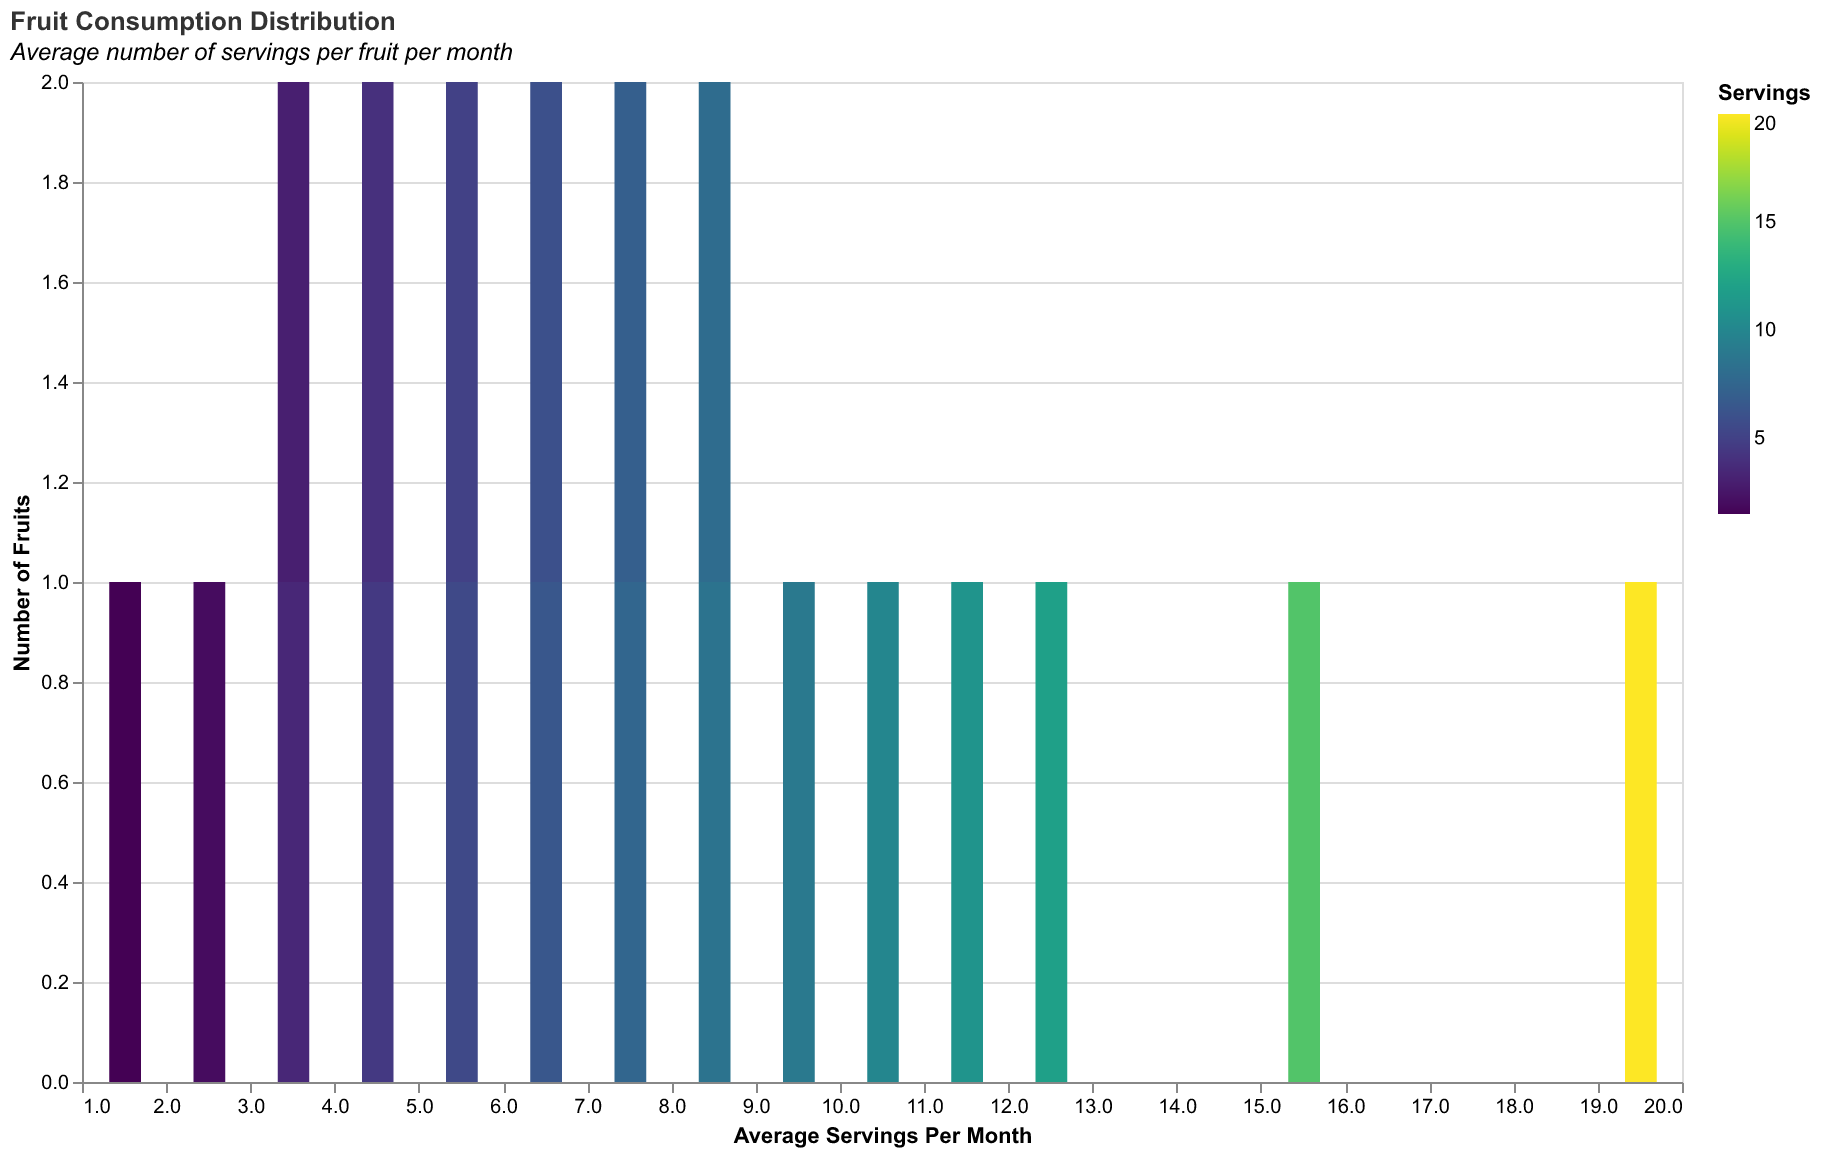 Fruit Consumption Distribution
Average number of servings per fruit per month
Servings
20
15
10
5
Number of Fruits
2.0
1.8
1.6
1.4
1.2
1.0
0.8
0.6
0.4
0.2
0.0
1.0 2.0 3.0 4.0 5.0 6.0 7.0 8.0 9.0 10.0 11.0 12.0 13.0 14.0 15.0 16.0 17.0 18.0 19.0 20.0
Average Servings Per Month